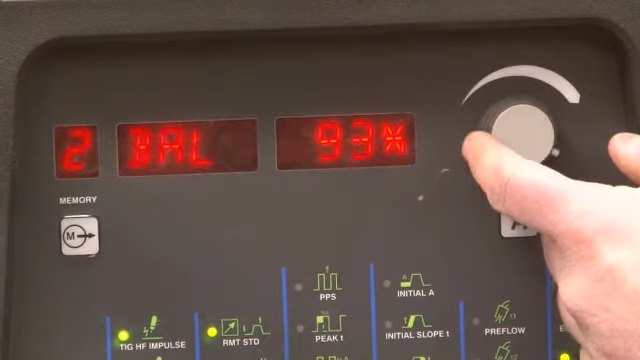 2 BAL 93%
MEMORY
M
PPS
INITIAL A
TIG HF IMPULSE
RMT STD
PEAK t
INITIAL SLOPE t
PREFLOW